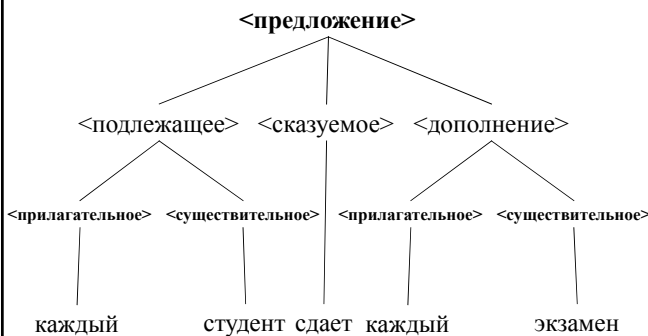 <предложение>
<подлежащее> <сказуемое> <дополнение>
<прилагательное> <существительное> <прилагательное> <существительное>
каждый студент сдает каждый экзамен